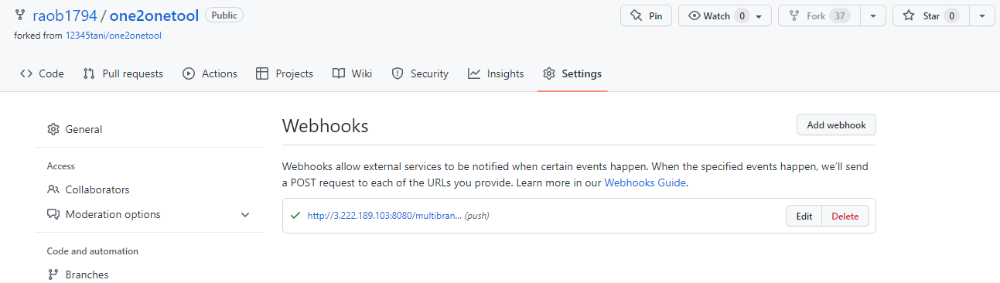 raob1794 / one2onetool Public
Pin
Watch 0
Fork 37
Star 0
forked from 12345tani/one2onetool
Code
Pull requests
Actions
Projects
Wiki
Security
Insights
Settings
General
Access
Collaborators
Moderation options
Code and automation
Branches
Webhooks
Add webhook
Webhooks allow external services to be notified when certain events happen. When the specified events happen, we'll send
a POST request to each of the URLs you provide. Learn more in our Webhooks Guide.
http://3.222.189.103:8080/multibran... (push)
Edit
Delete